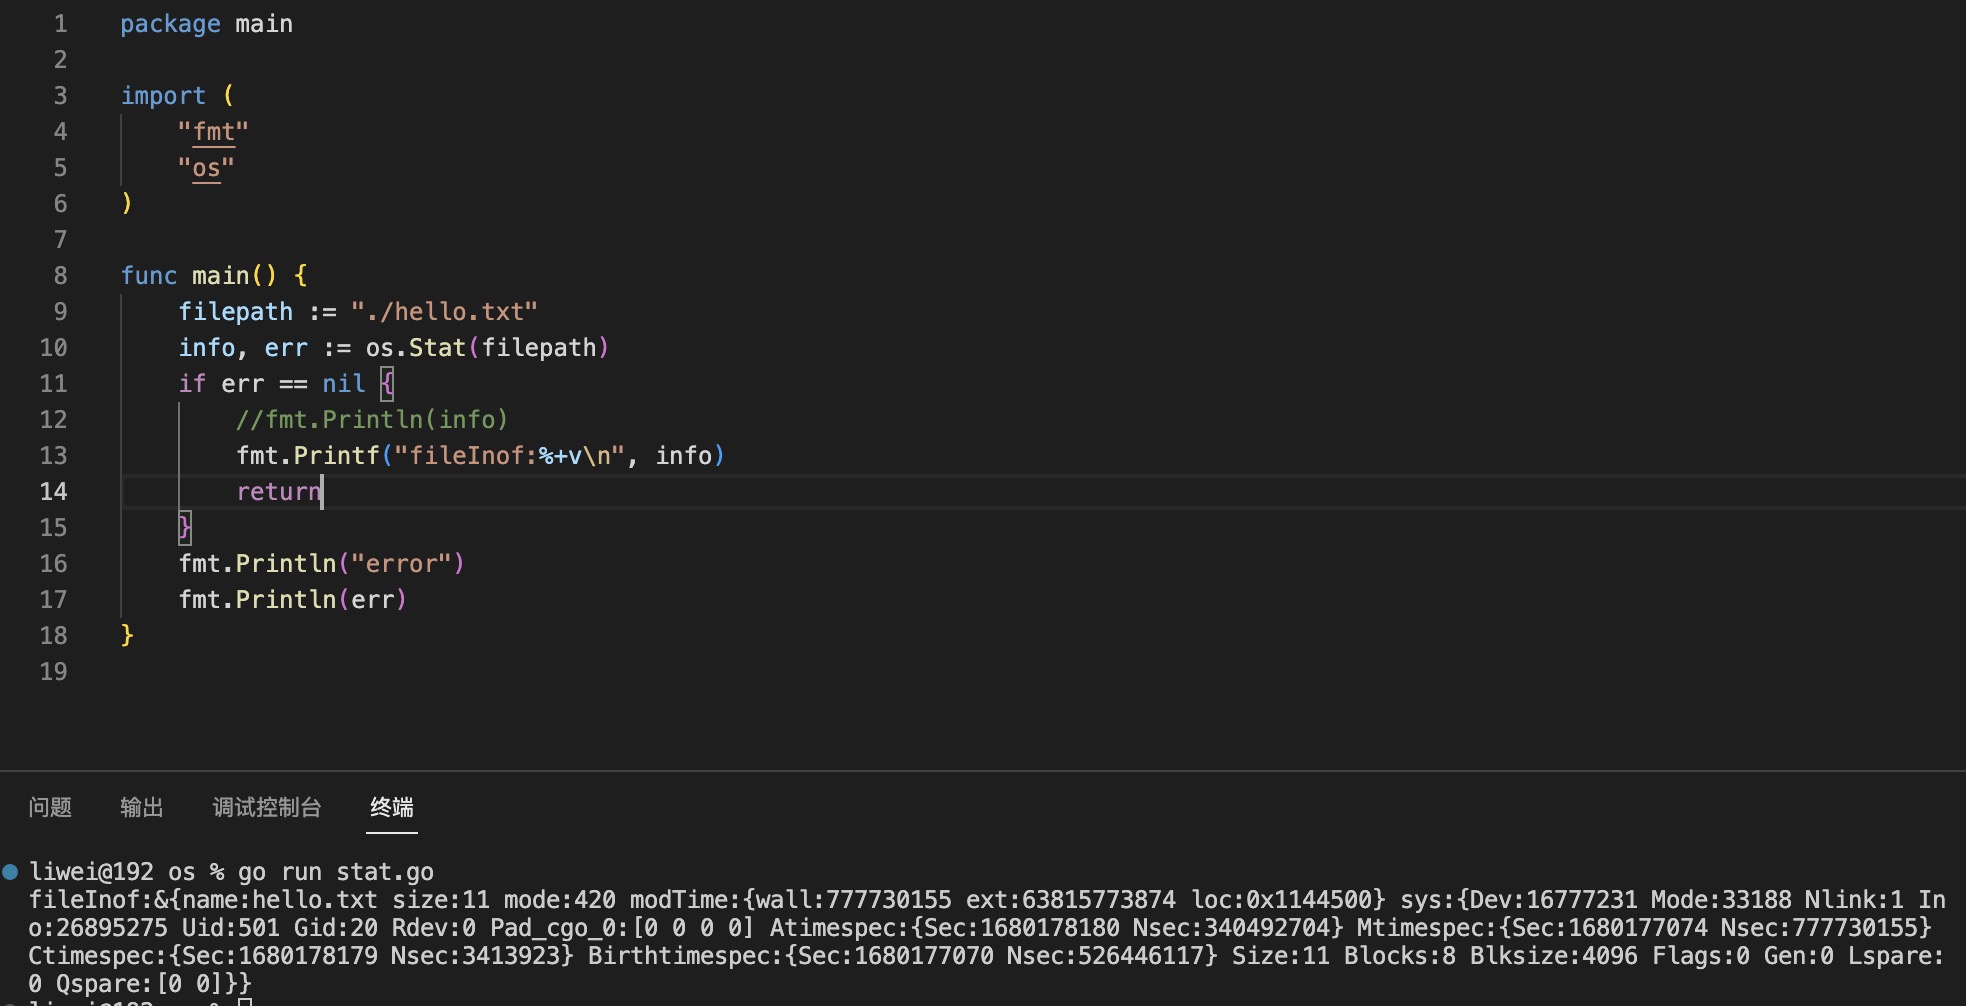 1 package main
2
3 import (
4 "fmt"
5 "os"
6 )
7
8 func main() {
9 filepath := "./hello.txt"
10 info, err := os.Stat(filepath)
11 if err == nil {
12 //fmt.Println(info)
13 fmt.Printf("fileInof:%+v\n", info)
14 return
15 }
16 fmt.Println("error")
17 fmt.Println(err)
18 }
19
问题 输出 调试控制台 终端
liwei@192 os % go run stat.go
fileInof:&{name:hello.txt size:11 mode:420 modTime:{wall:777730155 ext:63815773874 loc:0x1144500} sys:{Dev:16777231 Mode:33188 Nlink:1 In
o:26895275 Uid:501 Gid:20 Rdev:0 Pad_cgo_0:[0 0 0 0] Atimespec:{Sec:1680178180 Nsec:340492704} Mtimespec:{Sec:1680177074 Nsec:777730155}
Ctimespec:{Sec:1680178179 Nsec:3413923} Birthtimespec:{Sec:1680177070 Nsec:526446117} Size:11 Blocks:8 Blksize:4096 Flags:0 Gen:0 Lspare:
0 Qspare:[0 0]}}